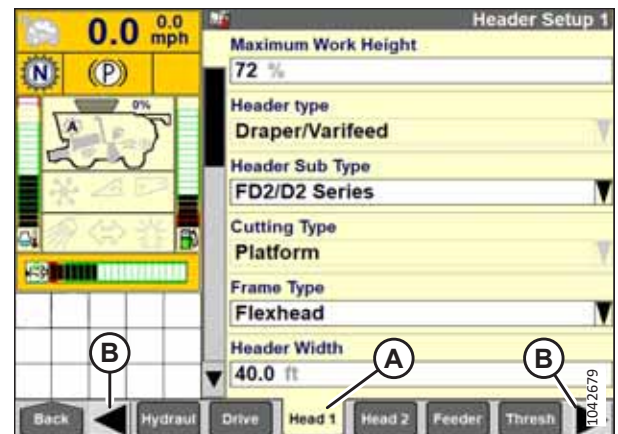 0.0 0.0 mph
Header Setup 1
N (P)
0%
A
Maximum Work Height
72 %
Header type
Draper/Varifeed
Header Sub Type
FD2/D2 Series
Cutting Type
Platform
Frame Type
Flexhead
Header Width
40.0 ft
B
A
B
Back Hydraul Drive Head 1 Head 2 Feeder Thresh
1042679